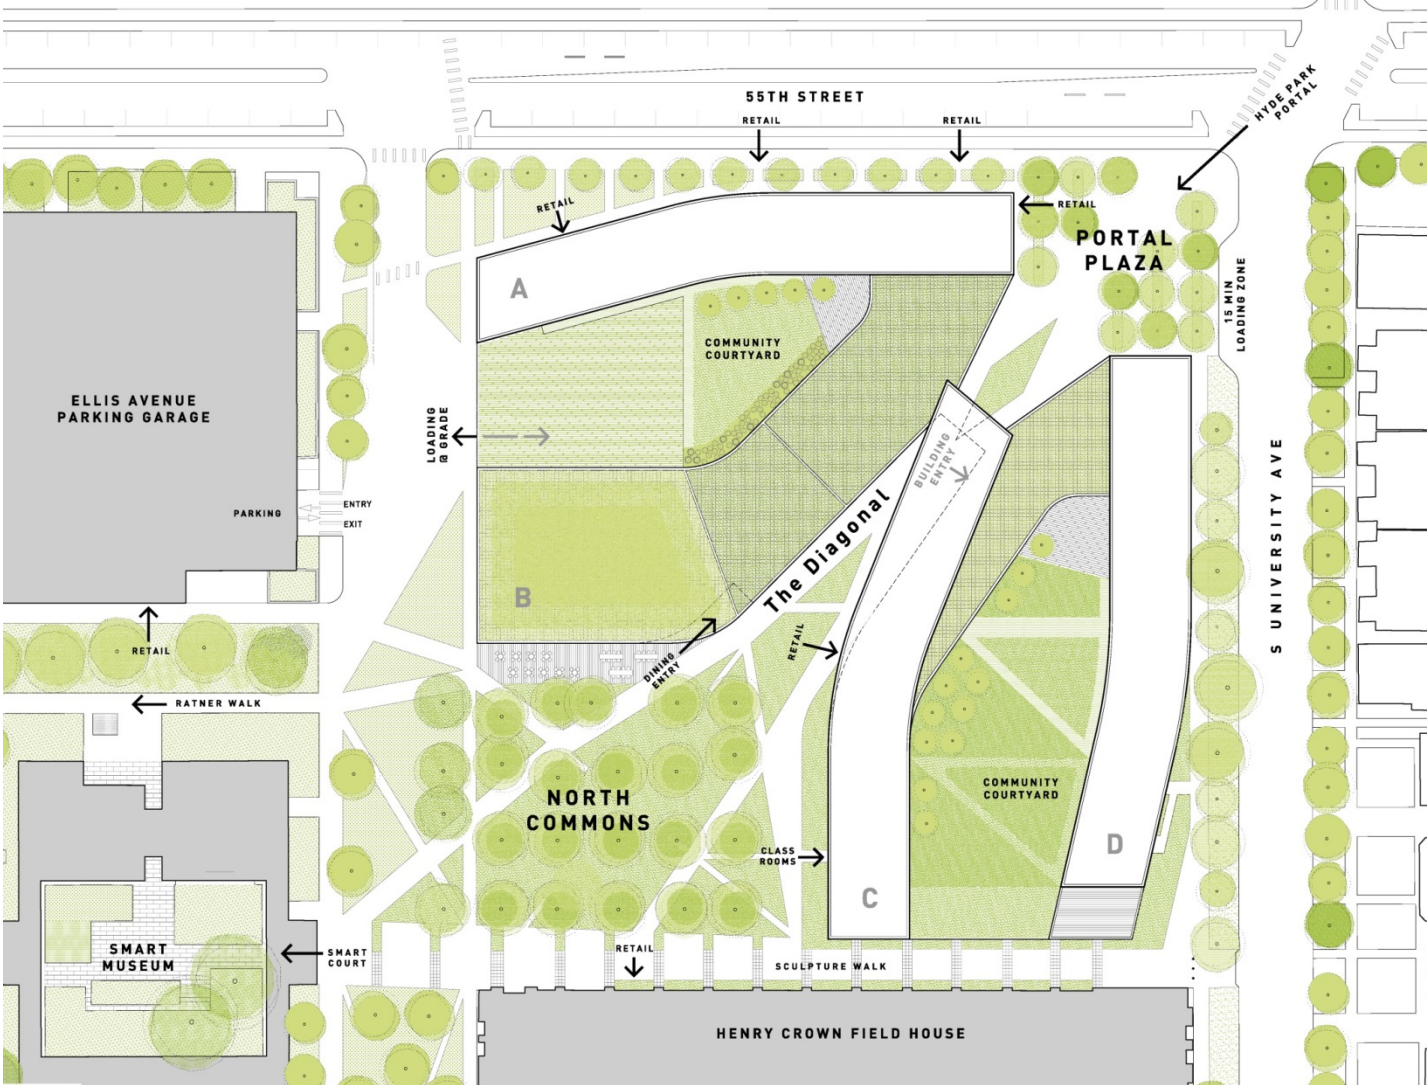 55TH STREET
RETAIL
RETAIL
HYDE PARK
PORTAL
RETAIL
RETAIL
PORTAL
PLAZA
A
15 MIN
LOADING ZONE
COMMUNITY
COURTYARD
ELLIS AVENUE
PARKING GARAGE
LOADING
@ GRADE
BUILDING
ENTRY
S UNIVERSITY AVE
PARKING
ENTRY
EXIT
The Diagonal
B
RETAIL
RETAIL
DINING
ENTRY
RATNER WALK
COMMUNITY
COURTYARD
NORTH
COMMONS
D
CLASS
ROOMS
C
SMART
MUSEUM
SMART
COURT
RETAIL
SCULPTURE WALK
HENRY CROWN FIELD HOUSE